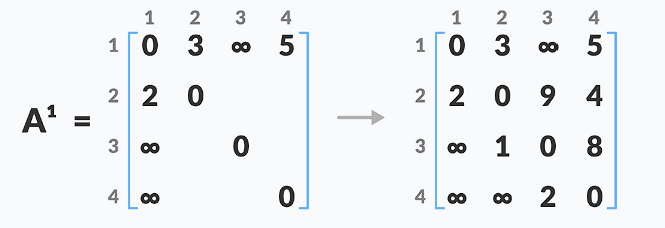 1 2 3 4 1 2 3 4
1 0 3 ∞ 5 1 0 3 ∞ 5
2 2 0 2 2 0 9 4
A¹ =
3 ∞ 0 3 ∞ 1 0 8
4 ∞ 0 4 ∞ ∞ 2 0